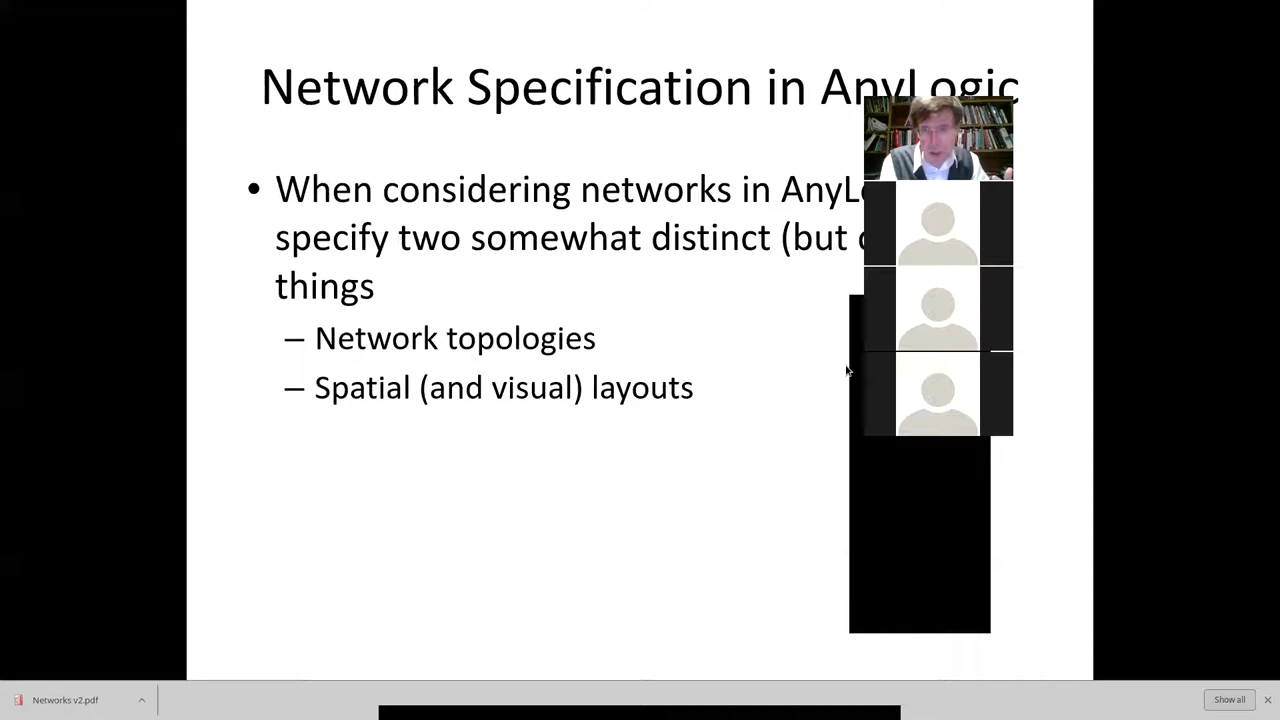 Network Specification in AnyLogic
• When considering networks in AnyL
specify two somewhat distinct (but
things
– Network topologies
– Spatial (and visual) layouts
Networks v2.pdf
Show all